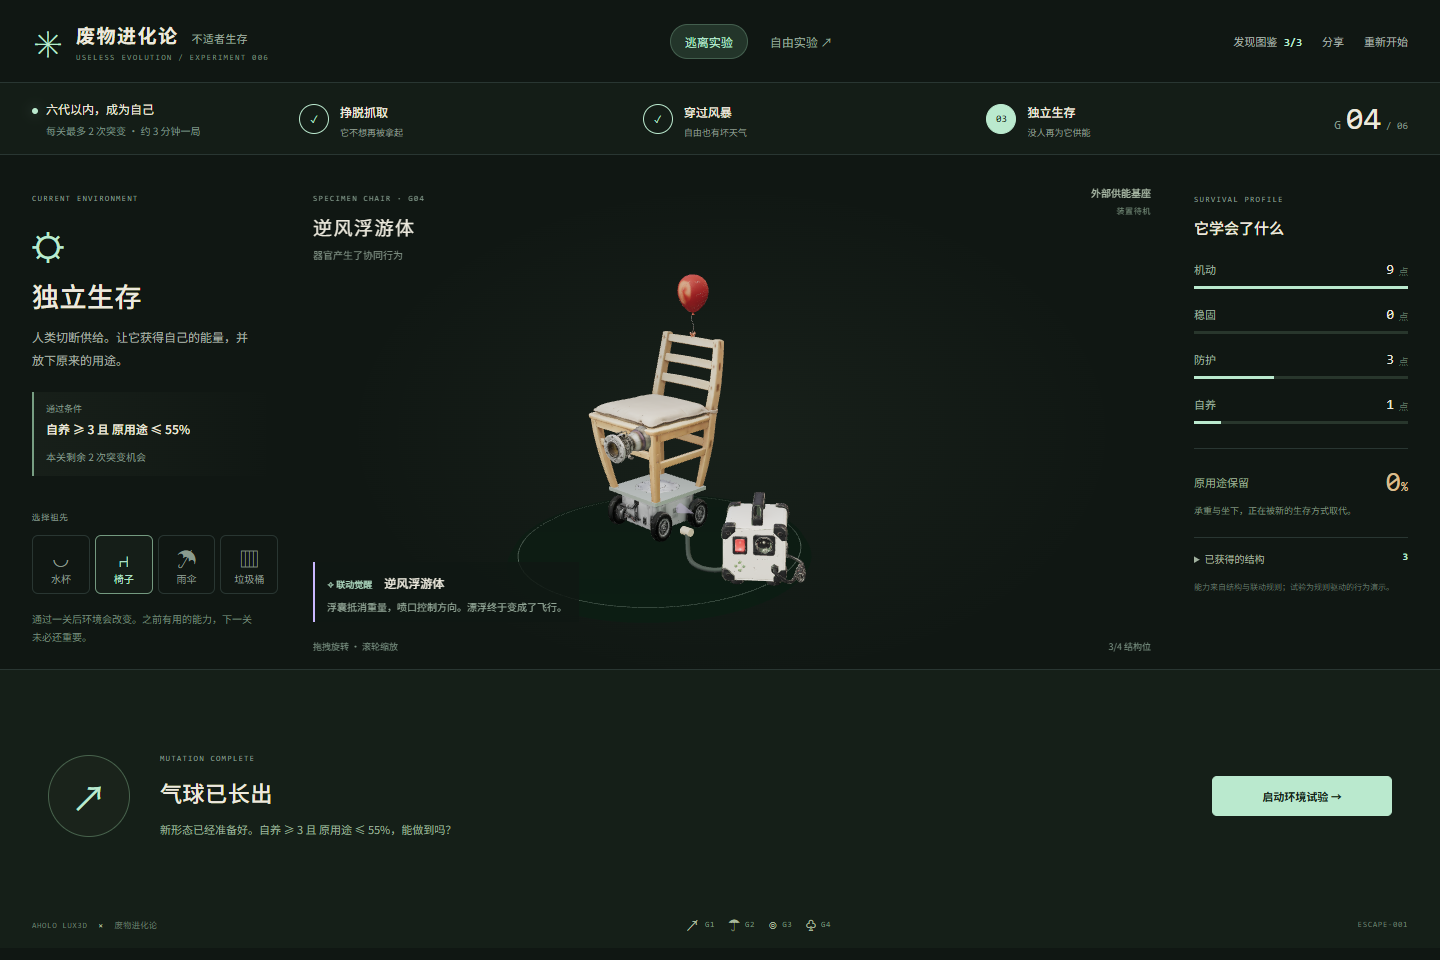 废物进化论 不适者生存
USELESS EVOLUTION / EXPERIMENT 006
逃离实验 自由实验 ↗
发现图鉴 3/3 分享 重新开始
六代以内，成为自己
每关最多 2 次突变 · 约 3 分钟一局
✓ 挣脱抓取
它不想再被拿起
✓ 穿过风暴
自由也有坏天气
03 独立生存
没人再为它供能
G 04 / 06
CURRENT ENVIRONMENT
独立生存
人类切断供给。让它获得自己的能量，并
放下原来的用途。
通过条件
自养 ≥ 3 且 原用途 ≤ 55%
本关剩余 2 次突变机会
选择祖先
水杯 椅子 雨伞 垃圾桶
通过一关后环境会改变。之前有用的能力，下一关
未必还重要。
SPECIMEN CHAIR · G04
逆风浮游体
器官产生了协同行为
外部供能基座
装置待机
✧ 联动觉醒 逆风浮游体
浮囊抵消重量，喷口控制方向。漂浮终于变成了飞行。
拖拽旋转 · 滚轮缩放
3/4 结构位
SURVIVAL PROFILE
它学会了什么
机动 9 点
稳固 0 点
防护 3 点
自养 1 点
原用途保留 0%
承重与坐下，正在被新的生存方式取代。
▶ 已获得的结构 3
能力来自结构与联动规则；试验为规则驱动的行为演示。
MUTATION COMPLETE
气球已长出
新形态已经准备好。自养 ≥ 3 且 原用途 ≤ 55%，能做到吗？
启动环境试验 →
AHOLO LUX3D × 废物进化论
G1 G2 G3 G4
ESCAPE-001